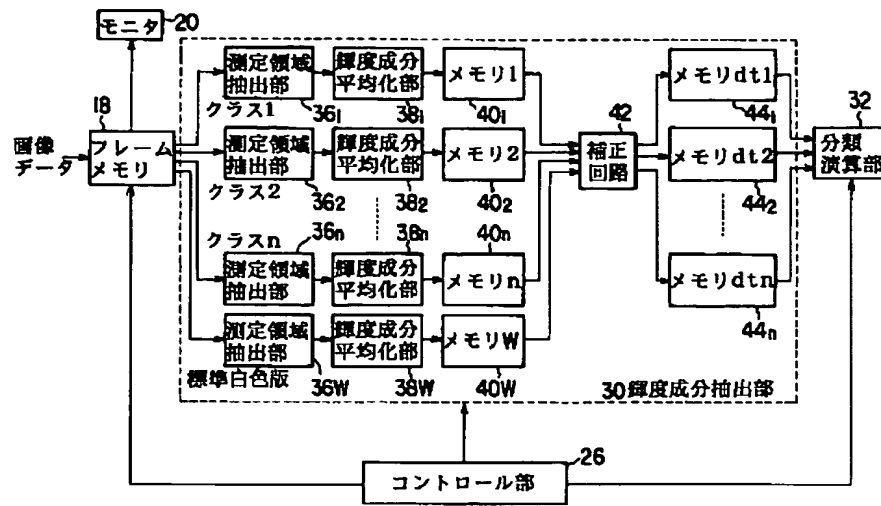 モニタ 20
画像
データ
18
フレーム
メモリ
クラス1
測定領域
抽出部
36₁
輝度成分
平均化部
38₁
メモリ1
40₁
クラス2
測定領域
抽出部
36₂
輝度成分
平均化部
38₂
メモリ2
40₂
クラスn
36n
測定領域
抽出部
38n
輝度成分
平均化部
40n
メモリn
標準白色版
測定領域
抽出部
36W
輝度成分
平均化部
38W
メモリW
40W
42
補正
回路
メモリdt1
44₁
メモリdt2
44₂
メモリdtn
44n
32
分類
演算部
30輝度成分抽出部
26
コントロール部